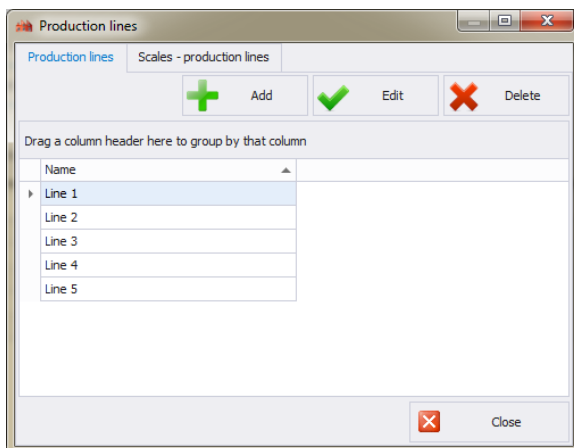 Production lines
Production lines Scales - production lines
Add Edit Delete
Drag a column header here to group by that column
Name
Line 1
Line 2
Line 3
Line 4
Line 5
Close